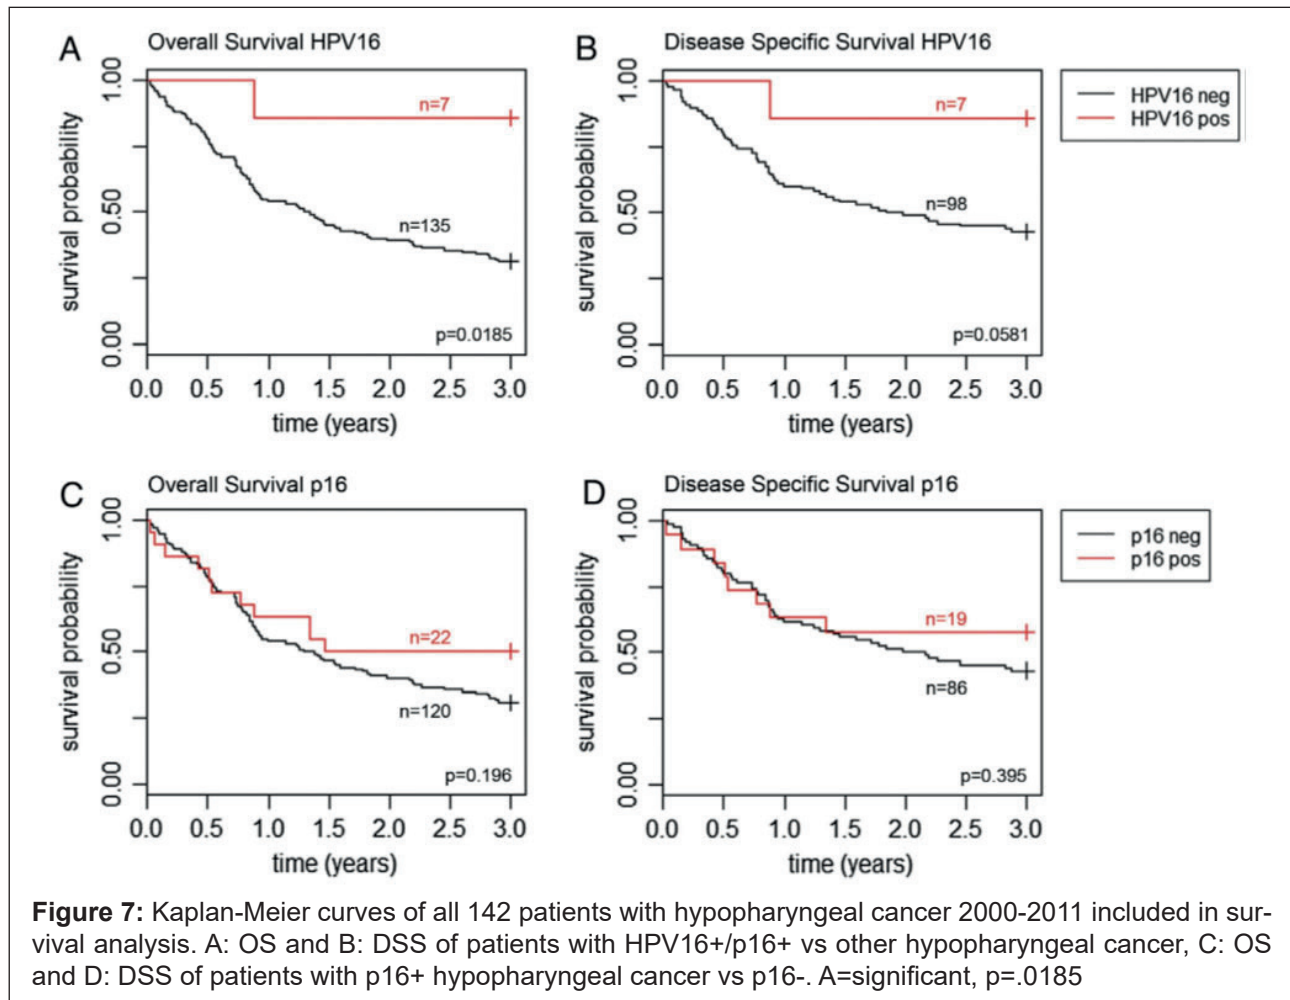 A Overall Survival HPV16
survival probability
1.00
0.50
0.00
n=7
n=135
p=0.0185
0.0 0.5 1.0 1.5 2.0 2.5 3.0
time (years)
B Disease Specific Survival HPV16
survival probability
1.00
0.50
0.00
n=7
n=98
p=0.0581
0.0 0.5 1.0 1.5 2.0 2.5 3.0
time (years)
HPV16 neg
HPV16 pos
C Overall Survival p16
survival probability
1.00
0.50
0.00
n=22
n=120
p=0.196
0.0 0.5 1.0 1.5 2.0 2.5 3.0
time (years)
D Disease Specific Survival p16
survival probability
1.00
0.50
0.00
n=19
n=86
p=0.395
0.0 0.5 1.0 1.5 2.0 2.5 3.0
time (years)
p16 neg
p16 pos
Figure 7: Kaplan-Meier curves of all 142 patients with hypopharyngeal cancer 2000-2011 included in sur-
vival analysis. A: OS and B: DSS of patients with HPV16+/p16+ vs other hypopharyngeal cancer, C: OS
and D: DSS of patients with p16+ hypopharyngeal cancer vs p16-. A=significant, p=.0185